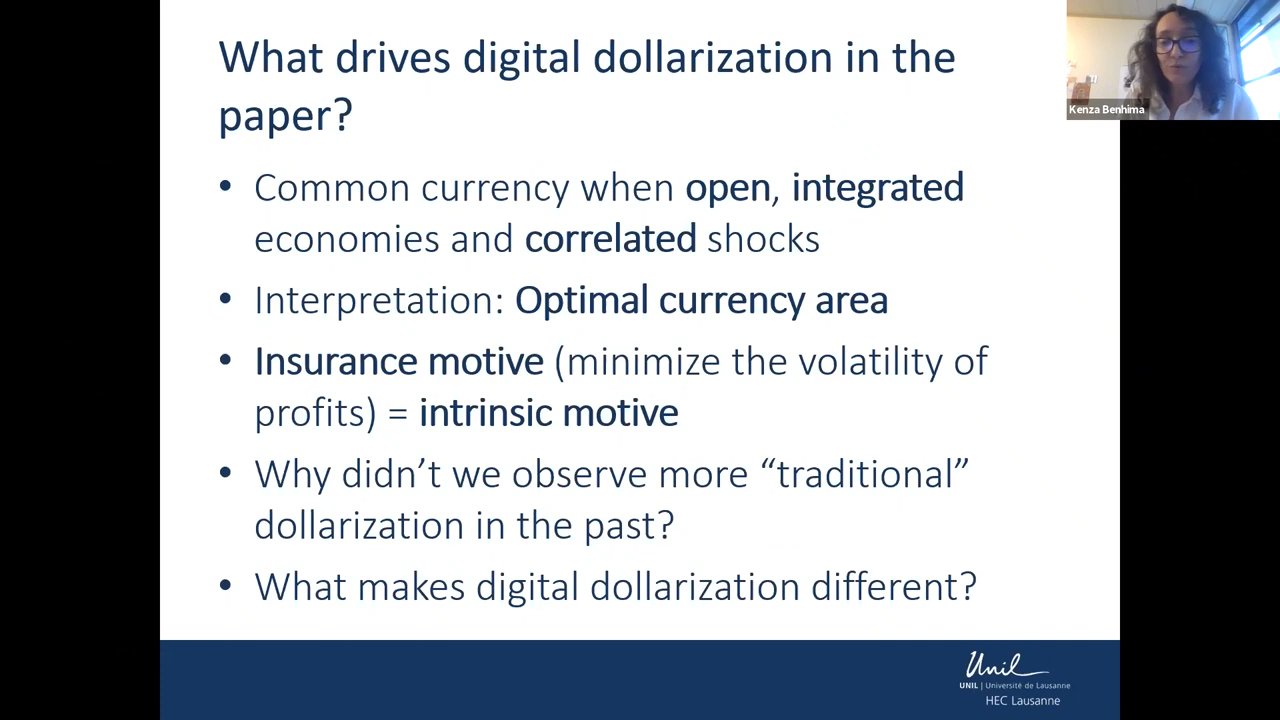 What drives digital dollarization in the
paper?
Kenza Benhima
• Common currency when open, integrated
economies and correlated shocks
• Interpretation: Optimal currency area
• Insurance motive (minimize the volatility of
profits) = intrinsic motive
• Why didn’t we observe more “traditional”
dollarization in the past?
• What makes digital dollarization different?
Unil
UNIL | Université de Lausanne
HEC Lausanne